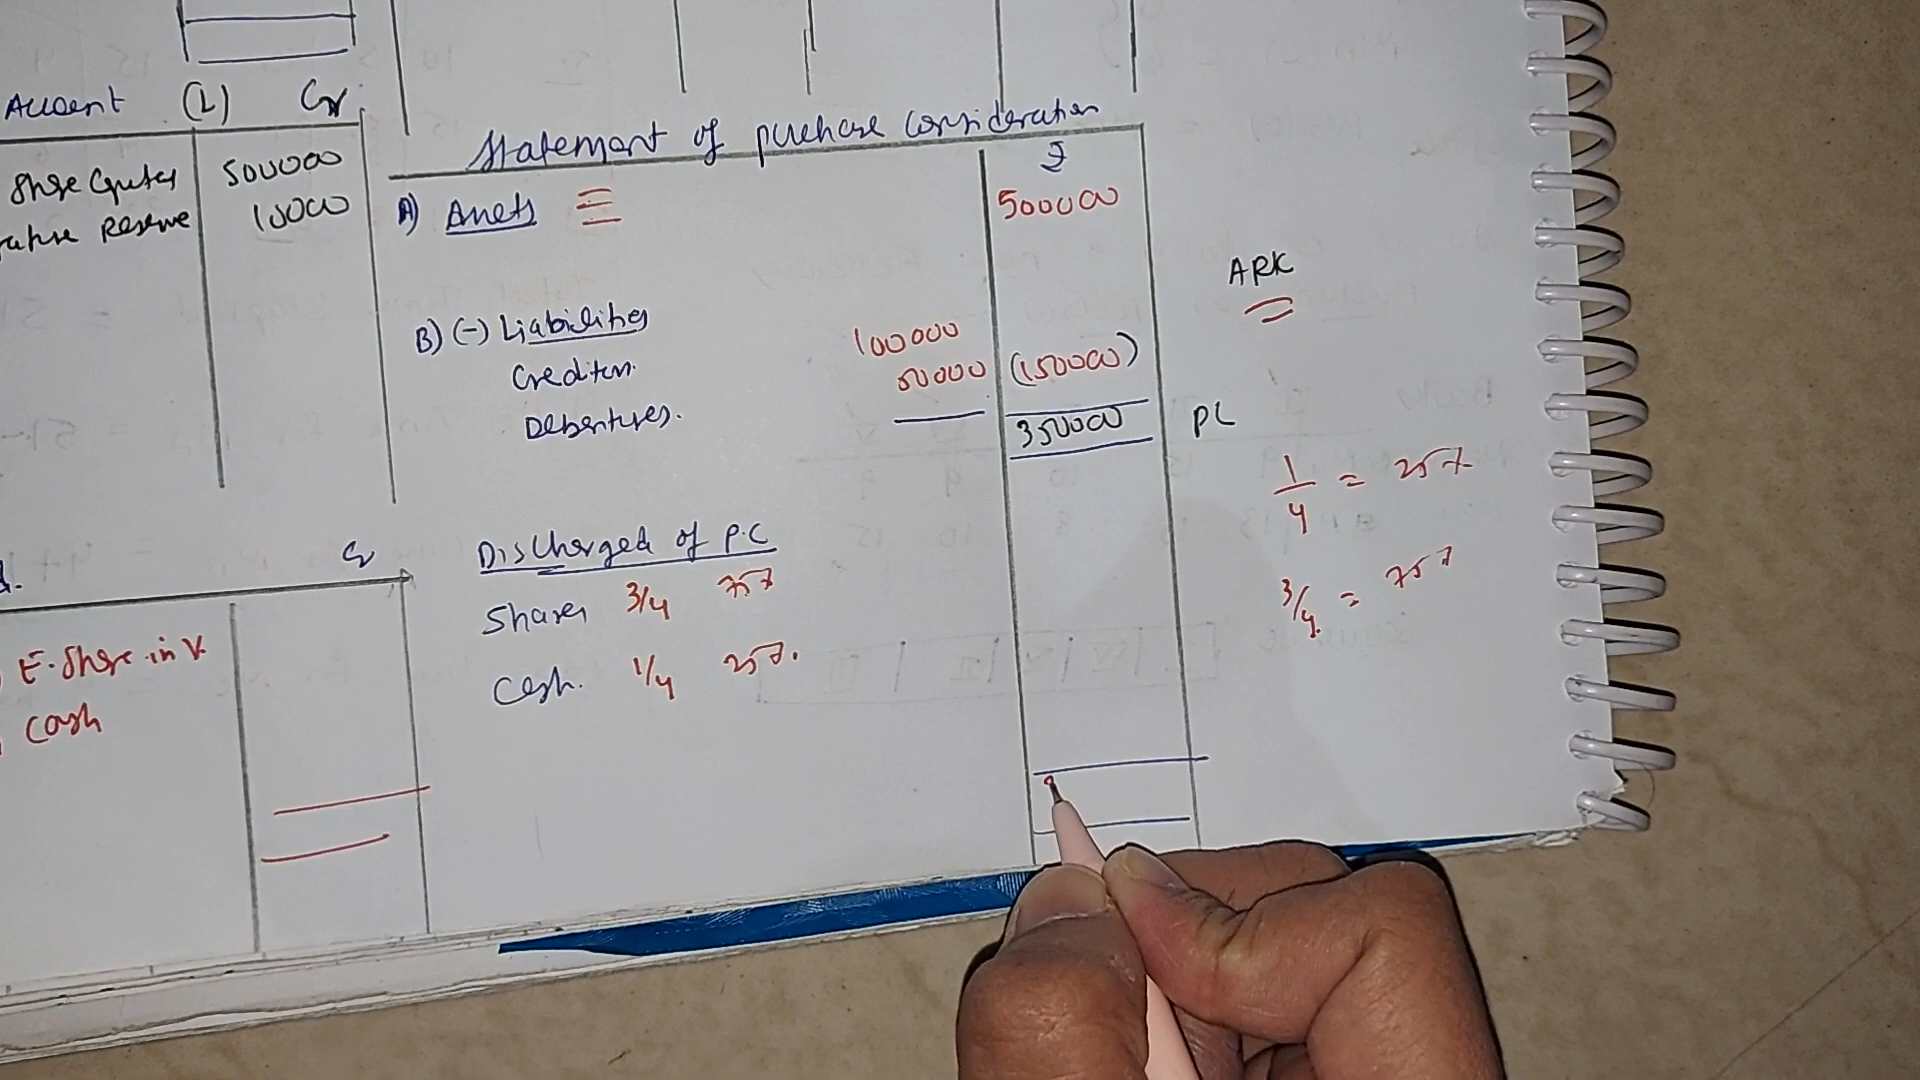 Account (L) Cr
Share Capital 500000
Reserve 10000
Cr
E. Share in V.
Cash
Statement of purchase consideration
₹
A) Assets 500000
B) (-) Liabilities
Creditors. 100000
Debentures. 50000 (150000)
350000 PC
Discharged of P.C
Shares 3/4 75%
Cash. 1/4 25%.
ARK
1/4 = 25%
3/4 = 75%